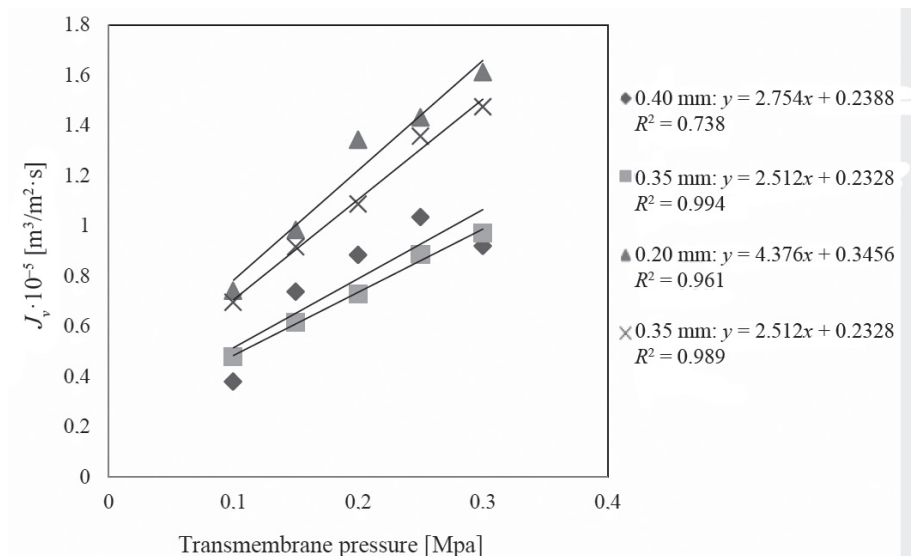 1.8
1.6
1.4
1.2
1
0.8
0.6
0.4
0.2
0
0
0.1
0.2
0.3
0.4
Jᵥ·10⁻⁵ [m³/m²·s]
Transmembrane pressure [Mpa]
0.40 mm: y = 2.754x + 0.2388
R² = 0.738
0.35 mm: y = 2.512x + 0.2328
R² = 0.994
0.20 mm: y = 4.376x + 0.3456
R² = 0.961
0.35 mm: y = 2.512x + 0.2328
R² = 0.989